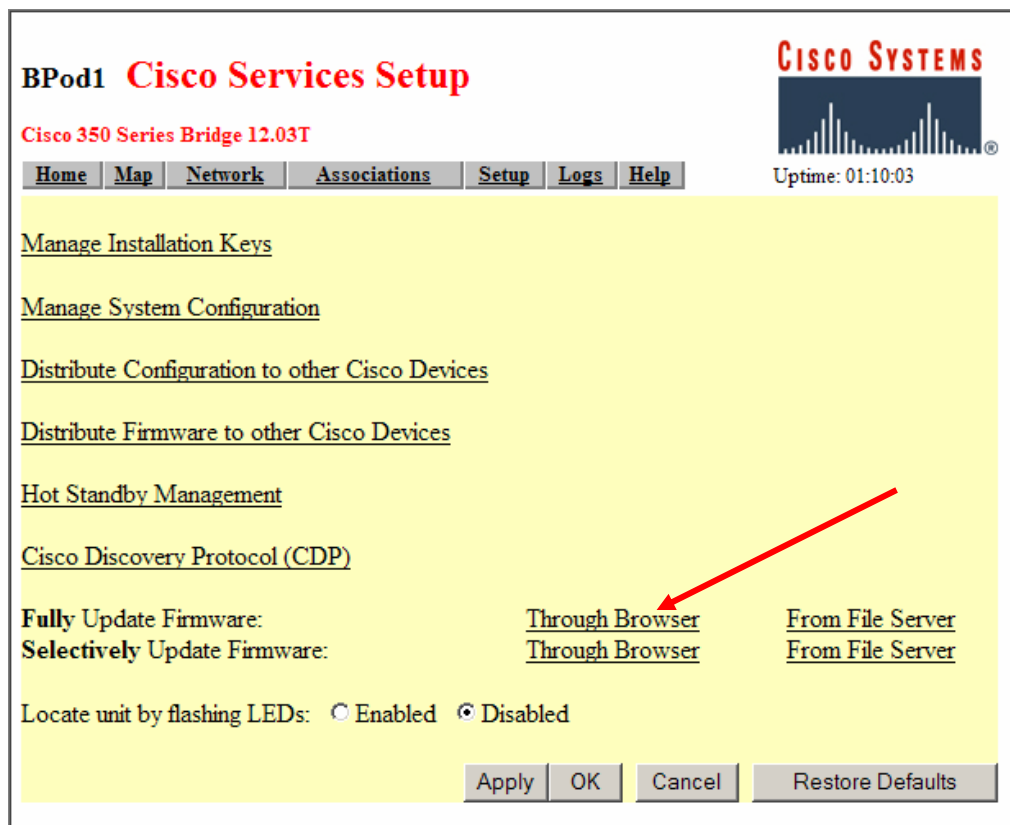 BPod1 Cisco Services Setup
CISCO SYSTEMS
Cisco 350 Series Bridge 12.03T
®
Home Map Network Associations Setup Logs Help
Uptime: 01:10:03
Manage Installation Keys
Manage System Configuration
Distribute Configuration to other Cisco Devices
Distribute Firmware to other Cisco Devices
Hot Standby Management
Cisco Discovery Protocol (CDP)
Fully Update Firmware: Through Browser From File Server
Selectively Update Firmware: Through Browser From File Server
Locate unit by flashing LEDs: Enabled Disabled
Apply OK Cancel Restore Defaults